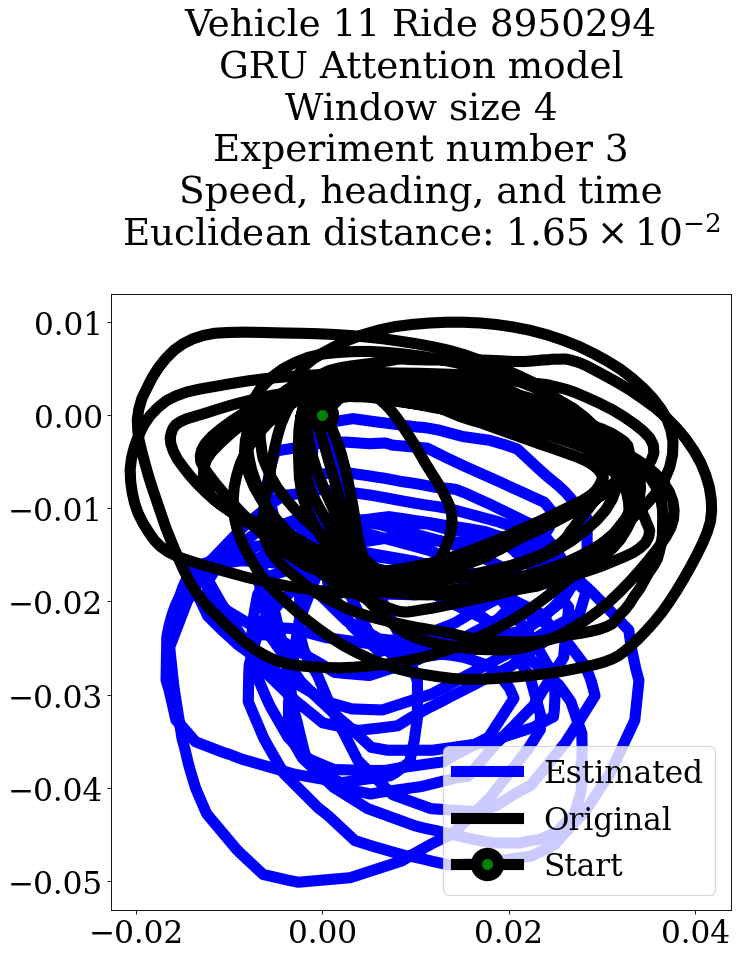 Vehicle 11 Ride 8950294
GRU Attention model
Window size 4
Experiment number 3
Speed, heading, and time
Euclidean distance: 1.65 × 10⁻²
0.01
0.00
−0.01
−0.02
−0.03
−0.04
−0.05
Estimated
Original
Start
−0.02 0.00 0.02 0.04